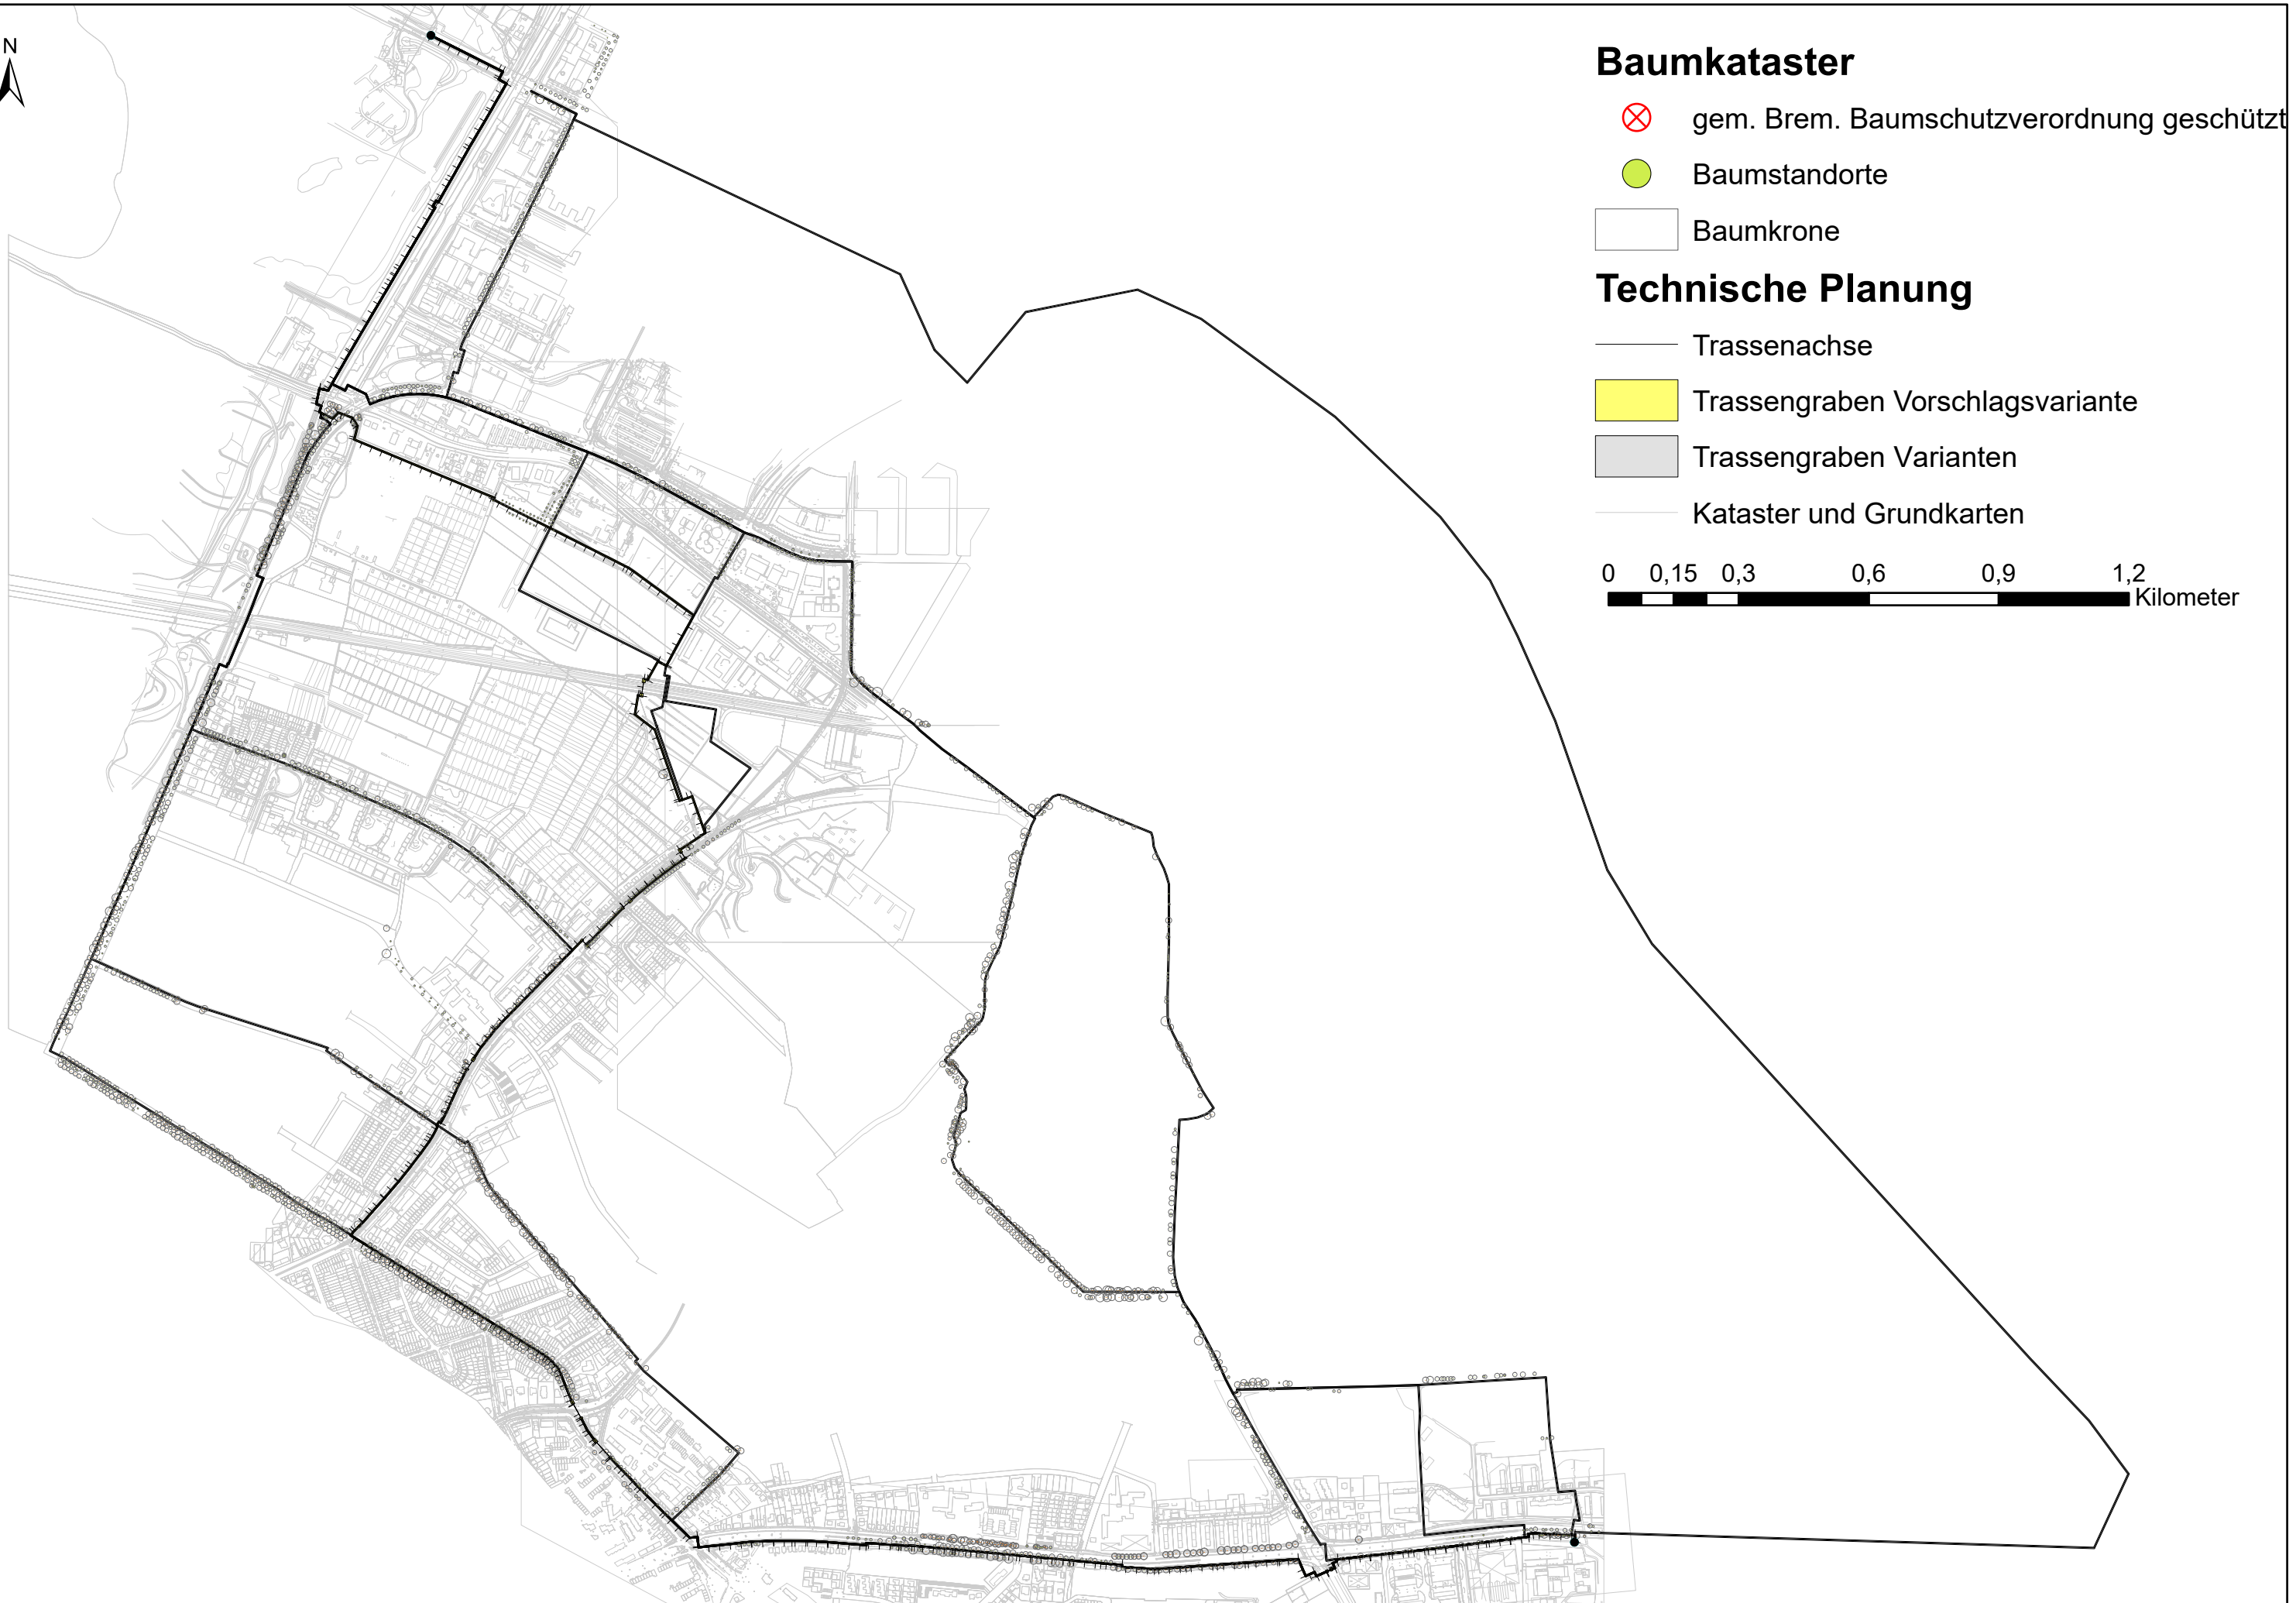 N
Baumkataster
gem. Brem. Baumschutzverordnung geschützt
Baumstandorte
Baumkrone
Technische Planung
Trassenachse
Trassengraben Vorschlagsvariante
Trassengraben Varianten
Kataster und Grundkarten
0 0,15 0,3 0,6 0,9 1,2
Kilometer